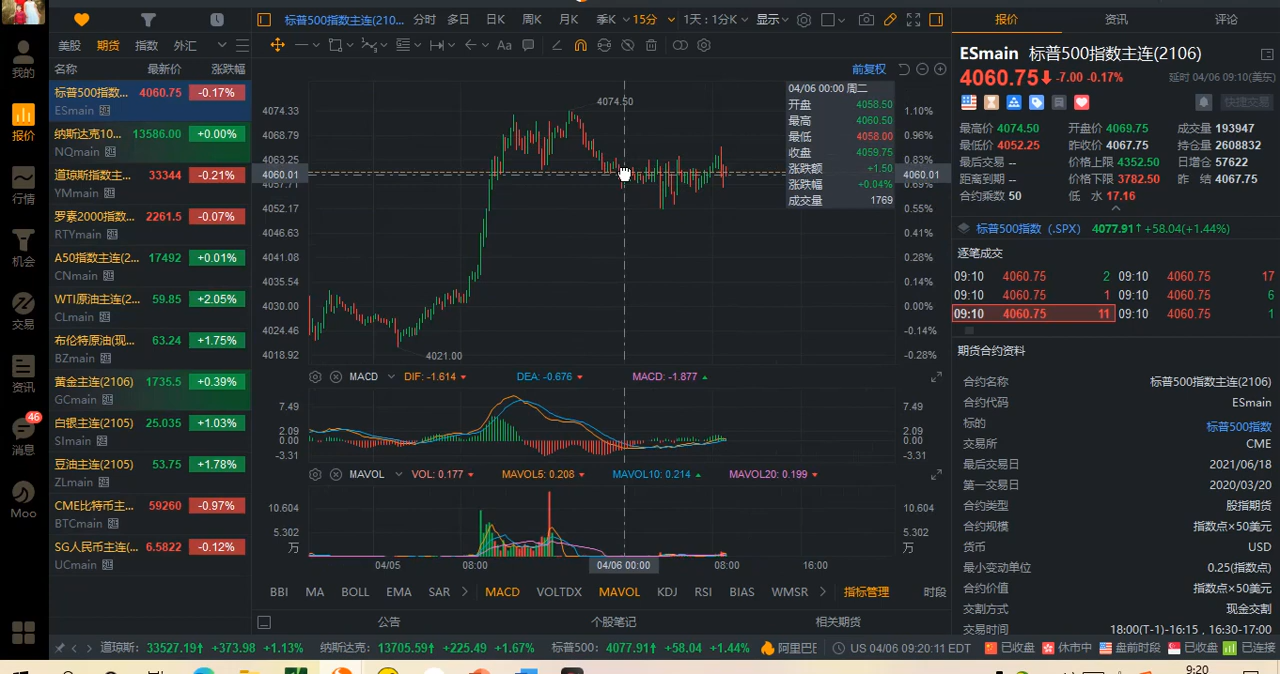 我的
报价
行情
机会
交易
资讯
46
消息
Moo
美股 期货 指数 外汇
名称 最新价 涨跌幅
标普500指数... 4060.75 -0.17%
ESmain
纳斯达克10... 13586.00 +0.00%
NQmain
道琼斯指数主... 33344 -0.21%
YMmain
罗素2000指数... 2261.5 -0.07%
RTYmain
A50指数主连(2... 17492 +0.01%
CNmain
WTI原油主连(2... 59.85 +2.05%
CLmain
布伦特原油(现... 63.24 +1.75%
BZmain
黄金主连(2106) 1735.5 +0.39%
GCmain
白银主连(2105) 25.035 +1.03%
SImain
豆油主连(2105) 53.75 +1.78%
ZLmain
CME比特币主... 59260 -0.97%
BTCmain
SG人民币主连(... 6.5822 -0.12%
UCmain
标普500指数主连(210... 分时 多日 日K 周K 月K 季K 15分 1天 : 1分K 显示
Aa
前复权
4074.33 1.10%
4068.79 0.96%
4063.25 0.83%
4060.01 4060.01
4057.71 0.69%
4052.17 0.55%
4046.63 0.41%
4041.08 0.28%
4035.54 0.14%
4030.00 0.00%
4024.46 -0.14%
4018.92 -0.28%
4074.50
4021.00
04/06 00:00 周二
开盘 4058.50
最高 4060.50
最低 4058.00
收盘 4059.75
涨跌额 +1.50
涨跌幅 +0.04%
成交量 1769
MACD DIF: -1.614 DEA: -0.676 MACD: -1.877
7.49 7.49
2.09 2.09
0.00 0.00
-3.31 -3.31
MAVOL VOL: 0.177 MAVOL5: 0.208 MAVOL10: 0.214 MAVOL20: 0.199
10.604 10.604
5.302 5.302
万 万
04/05 08:00 04/06 00:00 08:00 16:00
BBI MA BOLL EMA SAR MACD VOLTDX MAVOL KDJ RSI BIAS WMSR 指标管理 时段
公告 个股笔记 相关期货
报价 资讯 评论
ESmain 标普500指数主连(2106)
4060.75 -7.00 -0.17% 延时 04/06 09:10(美东)
快捷交易
最高价 4074.50 开盘价 4069.75 成交量 193947
最低价 4052.25 昨收价 4067.75 持仓量 2608832
最后交易 -- 价格上限 4352.50 日增仓 57622
距离到期 -- 价格下限 3782.50 昨 结 4067.75
合约乘数 50 低 水 17.16
标普500指数 (.SPX) 4077.91 +58.04(+1.44%)
逐笔成交
09:10 4060.75 2 09:10 4060.75 17
09:10 4060.75 1 09:10 4060.75 6
09:10 4060.75 11 09:10 4060.75 1
期货合约资料
合约名称 标普500指数主连(2106)
合约代码 ESmain
标的 标普500指数
交易所 CME
最后交易日 2021/06/18
第一交易日 2020/03/20
合约类型 股指期货
合约规模 指数点×50美元
货币 USD
最小变动单位 0.25(指数点)
合约价值 指数点×50美元
交割方式 现金交割
交易时间 18:00(T-1)-16:15 , 16:30-17:00
道琼斯: 33527.19 +373.98 +1.13% 纳斯达克: 13705.59 +225.49 +1.67% 标普500: 4077.91 +58.04 +1.44% 阿里巴 US 04/06 09:20:11 EDT 已收盘 休市中 盘前时段 已收盘 已连接
9:20